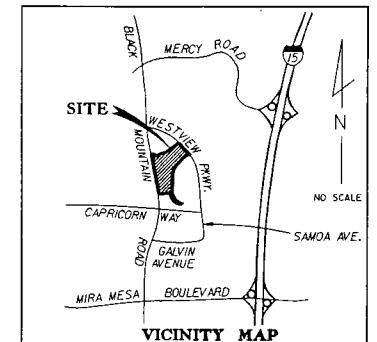 BLACK MOUNTAIN ROAD
MERCY ROAD
15
SITE
WESTVIEW PKWY.
N
NO SCALE
CAPRICORN WAY
SAMOA AVE.
GALVIN
AVENUE
MIRA MESA BOULEVARD
VICINITY MAP